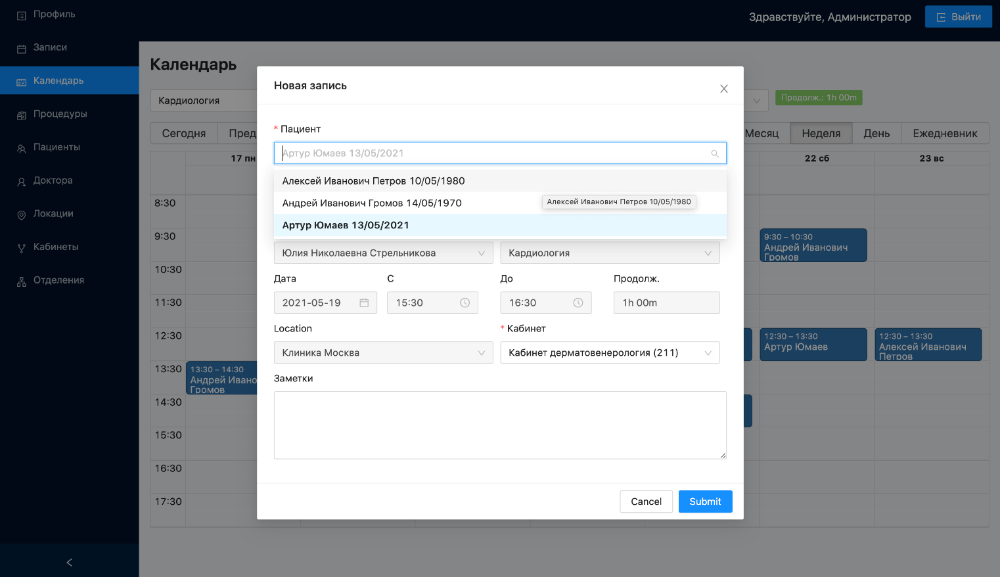 Профиль
Здравствуйте, Администратор
Выйти
Записи
Календарь
Процедуры
Пациенты
Доктора
Локации
Кабинеты
Отделения
Календарь
Кардиология
Продолж.: 1h 00m
Сегодня
Пред
Месяц
Неделя
День
Ежедневник
17 пн
22 сб
23 вс
8:30
9:30
10:30
11:30
12:30
13:30
14:30
15:30
16:30
17:30
9:30 – 10:30
Андрей Иванович
Громов
12:30 – 13:30
Артур Юмаев
12:30 – 13:30
Алексей Иванович
Петров
13:30 – 14:30
Андрей Ивано
Громов
Новая запись
* Пациент
Артур Юмаев 13/05/2021
Алексей Иванович Петров 10/05/1980
Андрей Иванович Громов 14/05/1970
Алексей Иванович Петров 10/05/1980
Артур Юмаев 13/05/2021
Юлия Николаевна Стрельникова
Кардиология
Дата
С
До
Продолж.
2021-05-19
15:30
16:30
1h 00m
Location
* Кабинет
Клиника Москва
Кабинет дерматовенерология (211)
Заметки
Cancel
Submit